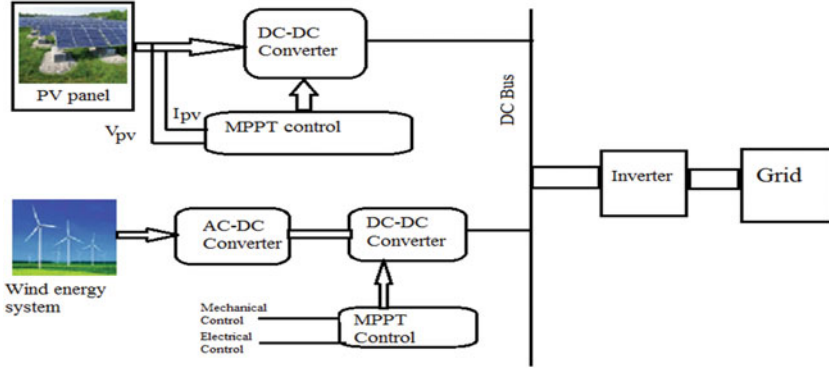 PV panel
DC-DC
Converter
Ipv
Vpv
MPPT control
DC Bus
Inverter
Grid
Wind energy
system
AC-DC
Converter
DC-DC
Converter
Mechanical
Control
Electrical
Control
MPPT
Control